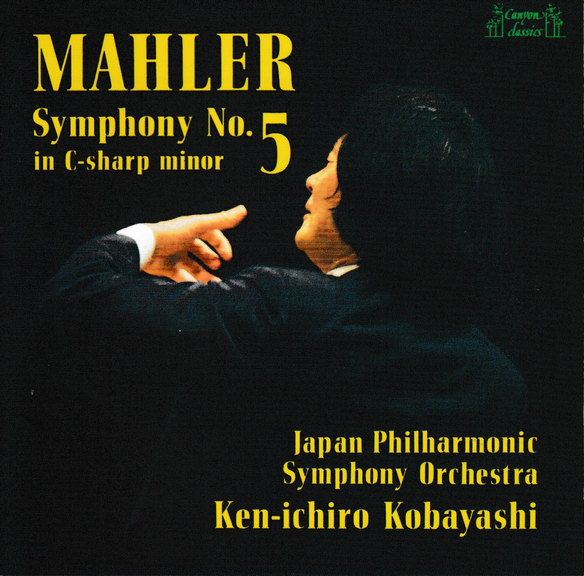 Canyon
classics
MAHLER
Symphony No. 5
in C-sharp minor
Japan Philharmonic
Symphony Orchestra
Ken-ichiro Kobayashi